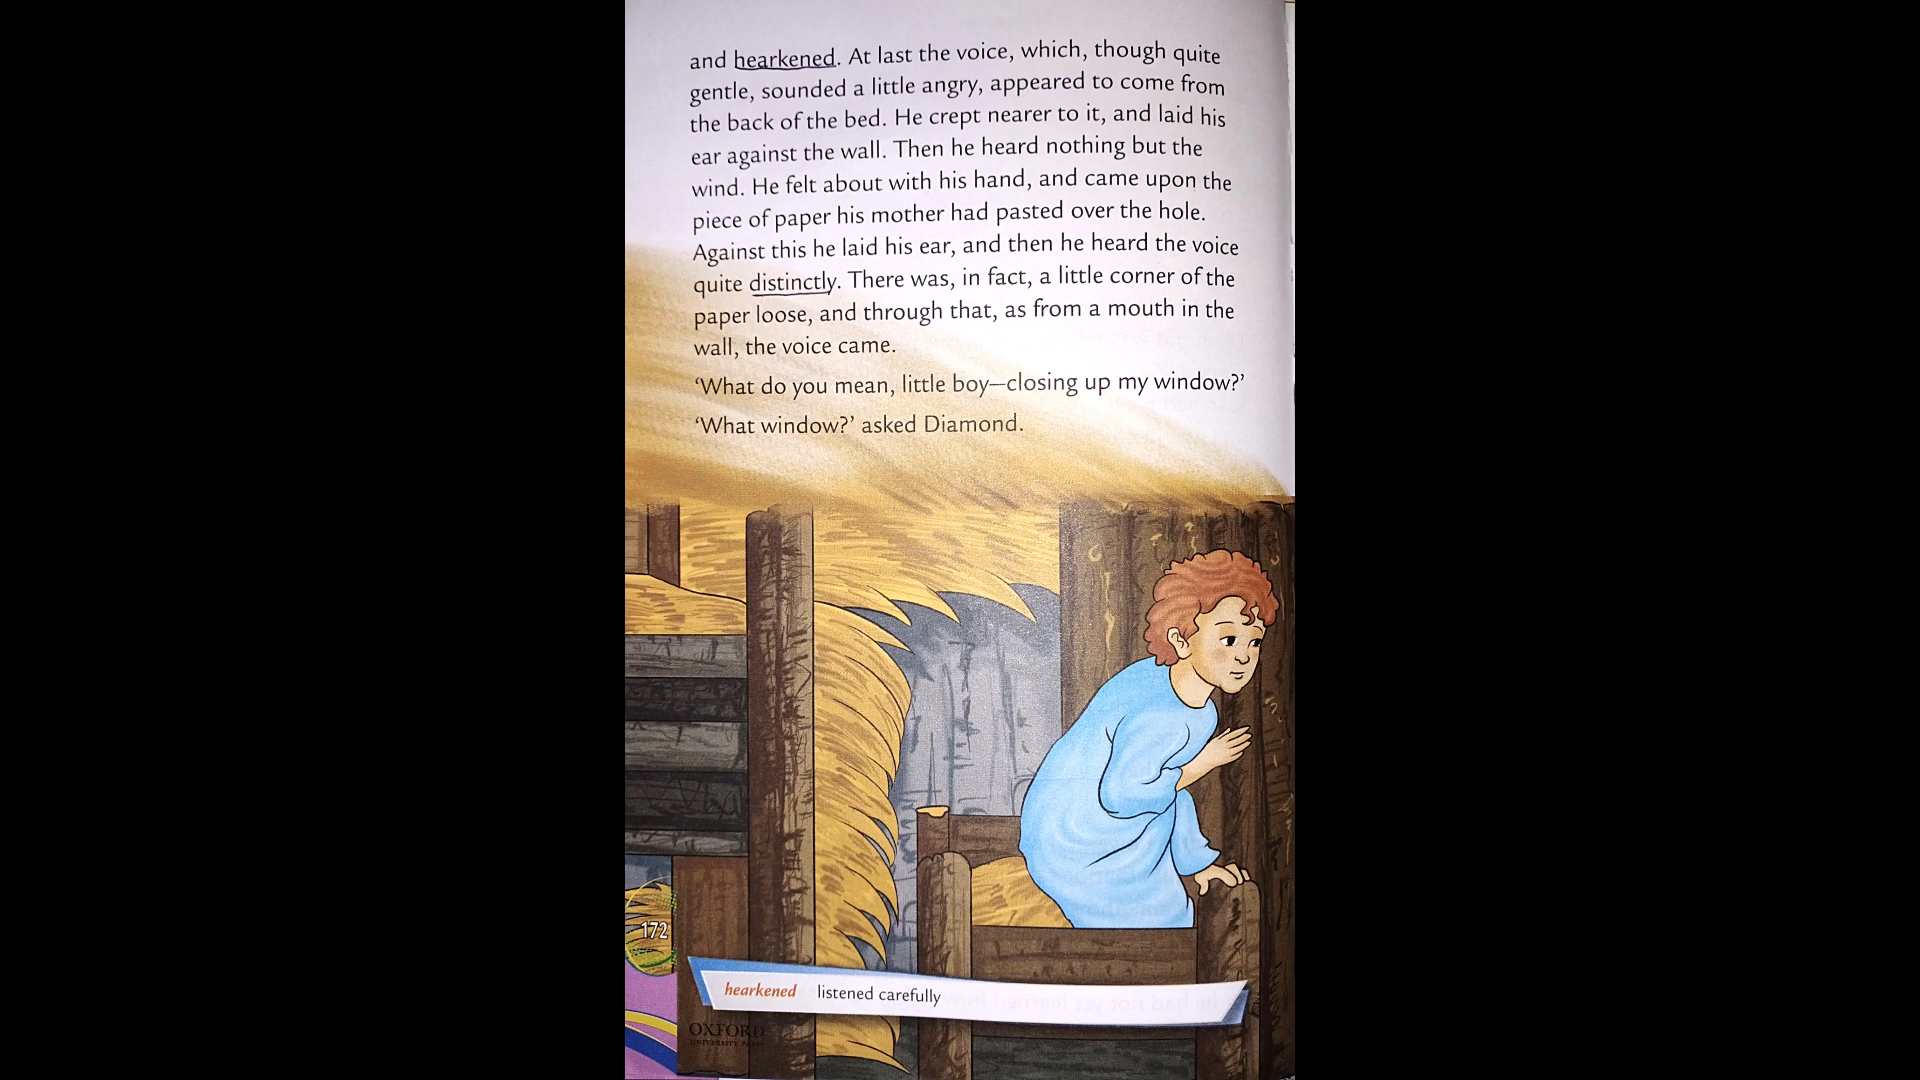 and hearkened. At last the voice, which, though quite
gentle, sounded a little angry, appeared to come from
the back of the bed. He crept nearer to it, and laid his
ear against the wall. Then he heard nothing but the
wind. He felt about with his hand, and came upon the
piece of paper his mother had pasted over the hole.
Against this he laid his ear, and then he heard the voice
quite distinctly. There was, in fact, a little corner of the
paper loose, and through that, as from a mouth in the
wall, the voice came.
‘What do you mean, little boy—closing up my window?’
‘What window?’ asked Diamond.
172
hearkened listened carefully
OXFORD
UNIVERSITY PRESS